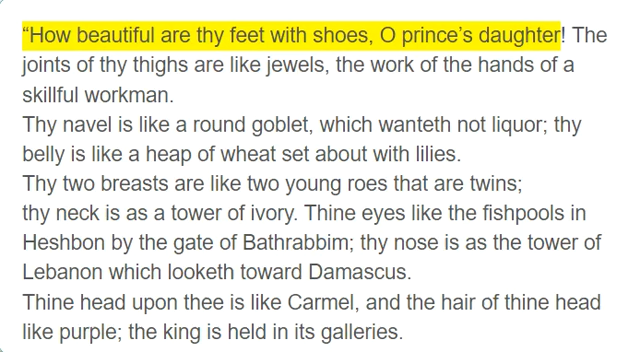 “How beautiful are thy feet with shoes, O prince’s daughter! The
joints of thy thighs are like jewels, the work of the hands of a
skillful workman.
Thy navel is like a round goblet, which wanteth not liquor; thy
belly is like a heap of wheat set about with lilies.
Thy two breasts are like two young roes that are twins;
thy neck is as a tower of ivory. Thine eyes like the fishpools in
Heshbon by the gate of Bathrabbim; thy nose is as the tower of
Lebanon which looketh toward Damascus.
Thine head upon thee is like Carmel, and the hair of thine head
like purple; the king is held in its galleries.